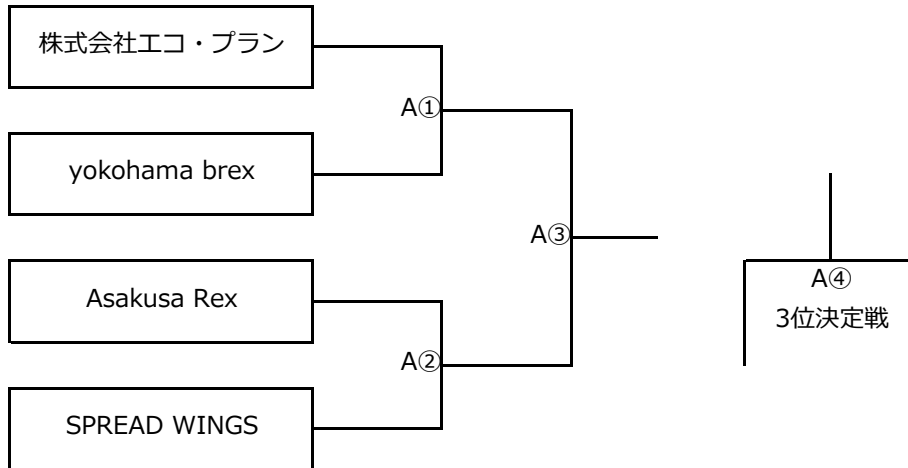 株式会社エコ・プラン
A①
yokohama brex
A③
Asakusa Rex
A②
SPREAD WINGS
A④
3位決定戦